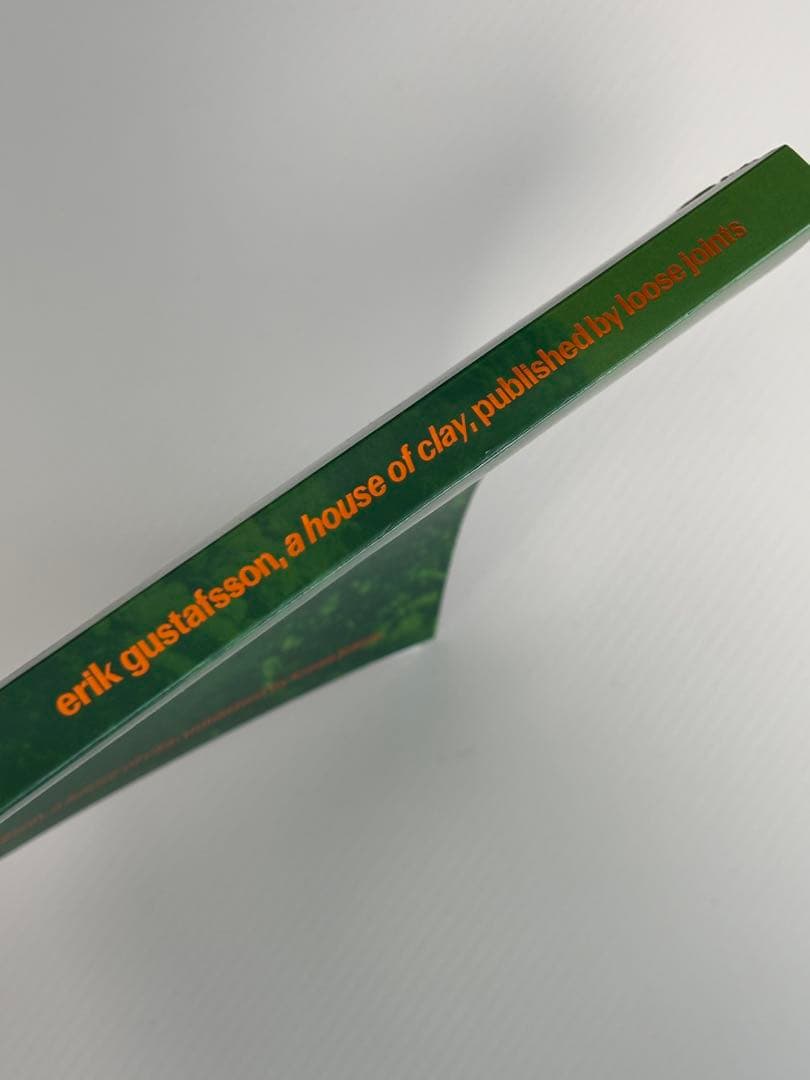 erik gustafsson, a house of clay, published by loose joints